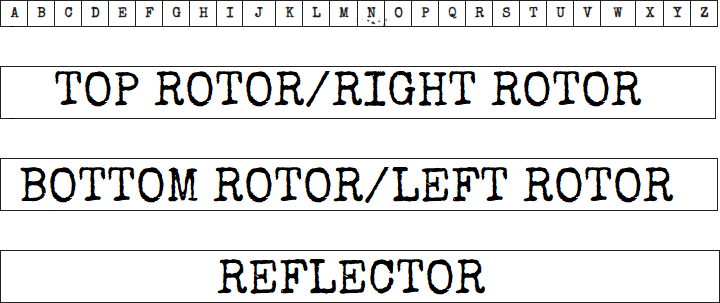 A B C D E F G H I J K L M N O P Q R S T U V W X Y Z
TOP ROTOR/RIGHT ROTOR
BOTTOM ROTOR/LEFT ROTOR
REFLECTOR